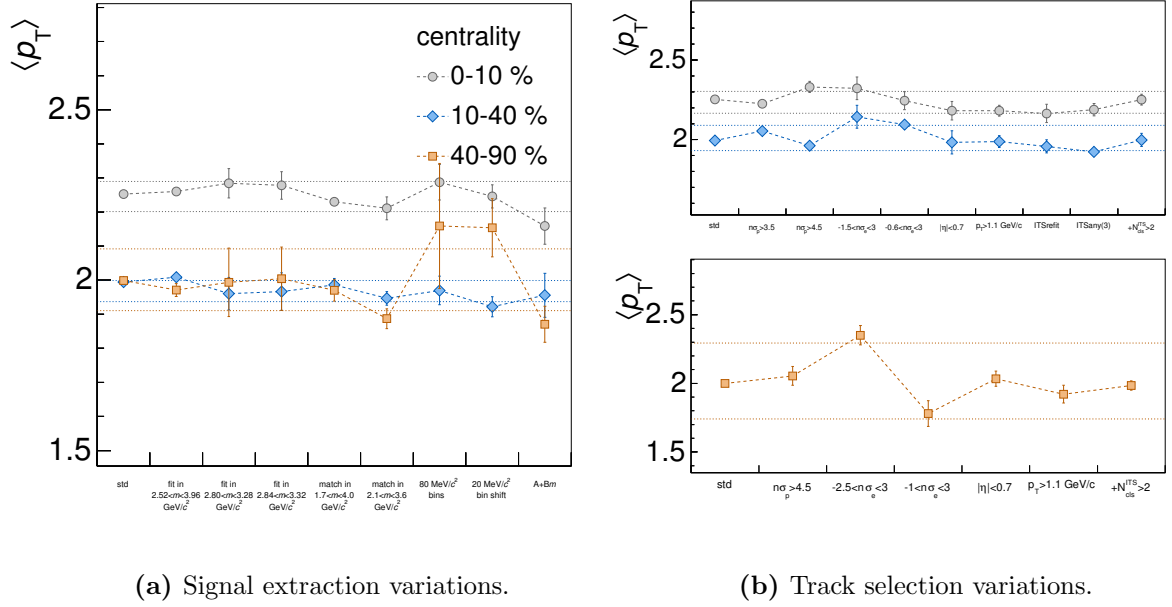 ⟨p_T⟩
2.5
2
1.5
centrality
0-10 %
10-40 %
40-90 %
std
fit in
2.52<m<3.96
GeV/c²
fit in
2.80<m<3.28
GeV/c²
fit in
2.84<m<3.32
GeV/c²
match in
1.7<m<4.0
GeV/c²
match in
2.1<m<3.6
GeV/c²
80 MeV/c²
bins
20 MeV/c²
bin shift
A+Bm
(a) Signal extraction variations.
⟨p_T⟩
2.5
2
std
nσ_p>3.5
nσ_p>4.5
-1.5<nσ_e<3
-0.6<nσ_e<3
|η|<0.7
p_T>1.1 GeV/c
ITSrefit
ITSany(3)
+N_cls^ITS>2
⟨p_T⟩
2.5
2
1.5
std
nσ_p>4.5
-2.5<nσ_e<3
-1<nσ_e<3
|η|<0.7
p_T>1.1 GeV/c
+N_cls^ITS>2
(b) Track selection variations.